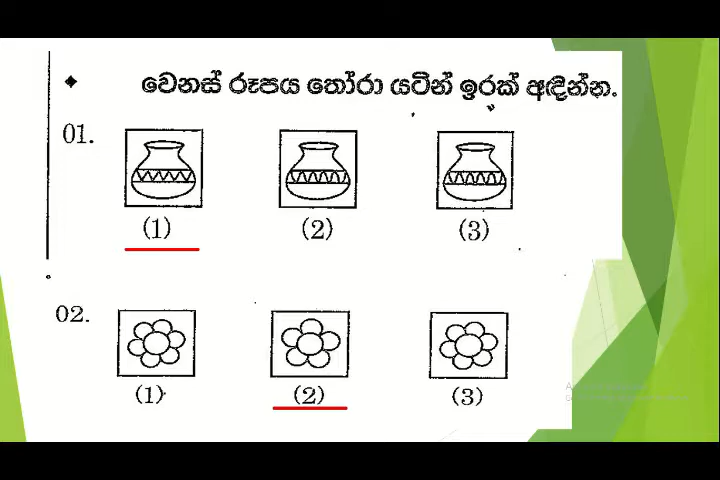 ◆ වෙනස් රූපය තෝරා යටින් ඉරක් අඳින්න.
01.
(1) (2) (3)
02.
(1) (2) (3)